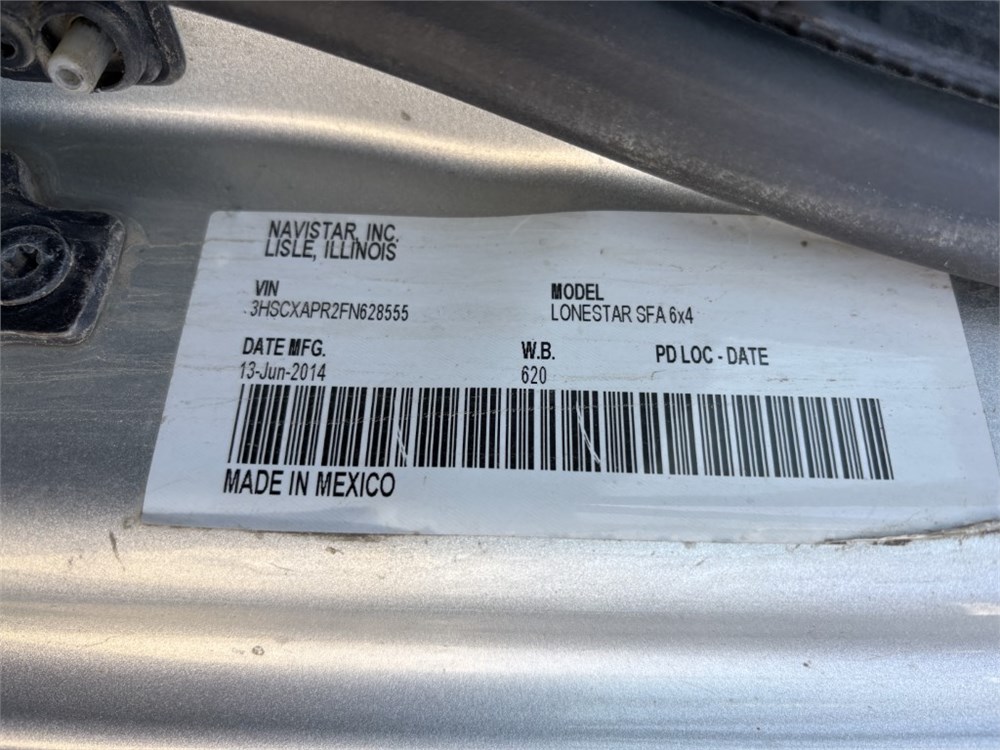 NAVISTAR, INC.
LISLE, ILLINOIS
VIN
3HSCXAPR2FN628555
MODEL
LONESTAR SFA 6x4
DATE MFG.
13-Jun-2014
W.B.
620
PD LOC - DATE
MADE IN MEXICO